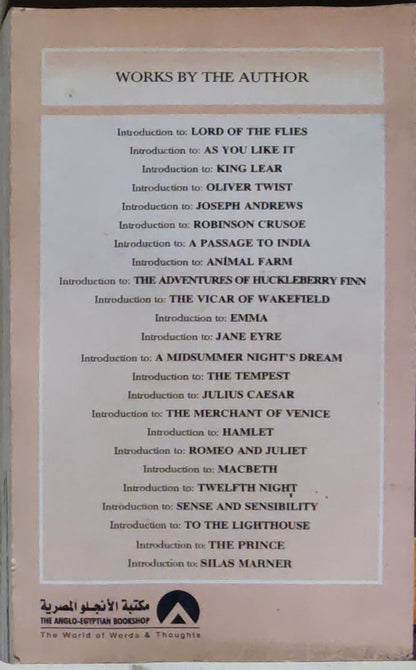 WORKS BY THE AUTHOR
Introduction to: LORD OF THE FLIES
Introduction to: AS YOU LIKE IT
Introduction to: KING LEAR
Introduction to: OLIVER TWIST
Introduction to: JOSEPH ANDREWS
Introduction to: ROBINSON CRUSOE
Introduction to: A PASSAGE TO INDIA
Introduction to: ANIMAL FARM
Introduction to: THE ADVENTURES OF HUCKLEBERRY FINN
Introduction to: THE VICAR OF WAKEFIELD
Introduction to: EMMA
Introduction to: JANE EYRE
Introduction to: A MIDSUMMER NIGHT'S DREAM
Introduction to: THE TEMPEST
Introduction to: JULIUS CAESAR
Introduction to: THE MERCHANT OF VENICE
Introduction to: HAMLET
Introduction to: ROMEO AND JULIET
Introduction to: MACBETH
Introduction to: TWELFTH NIGHT
Introduction to: SENSE AND SENSIBILITY
Introduction to: TO THE LIGHTHOUSE
Introduction to: THE PRINCE
Introduction to: SILAS MARNER
مكتبة الأنجلو المصرية
THE ANGLO-EGYPTIAN BOOKSHOP
The World of Words & Thoughts